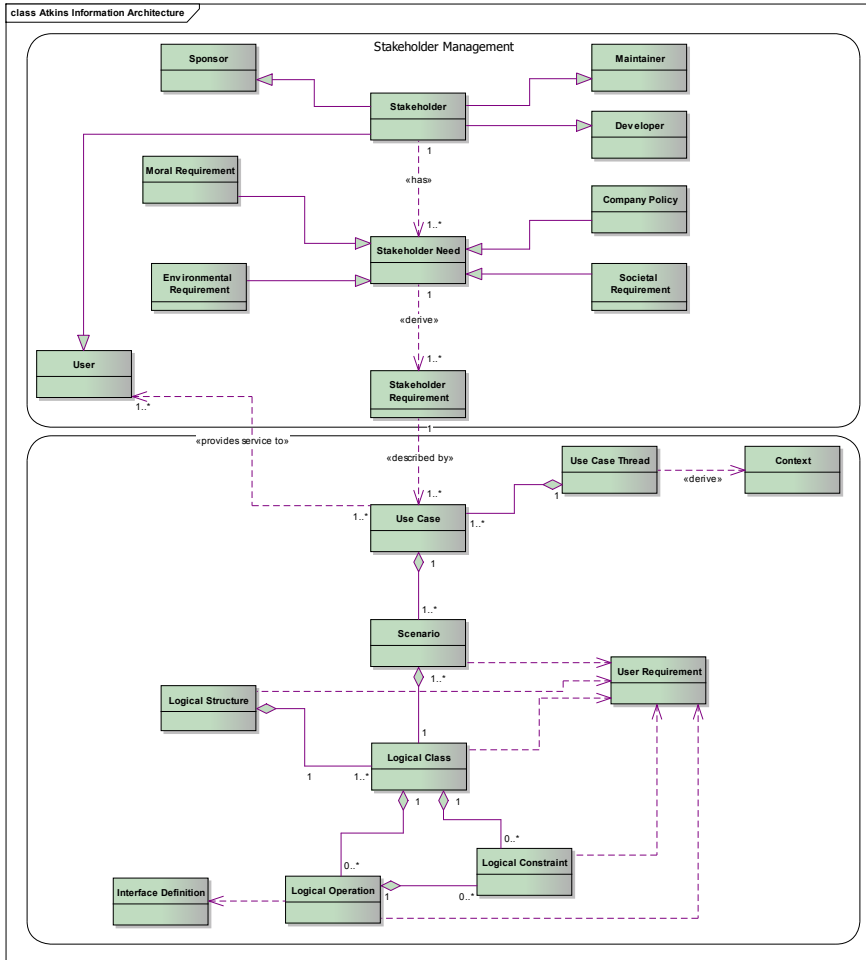 class Atkins Information Architecture
Stakeholder Management
Sponsor
Maintainer
Stakeholder
Developer
1
«has»
Moral Requirement
Company Policy
1..*
Stakeholder Need
Environmental
Requirement
Societal
Requirement
1
«derive»
User
1..*
Stakeholder
Requirement
1..*
1
«provides service to»
«described by»
Use Case Thread
Context
«derive»
1
1..*
1..*
Use Case
1..*
1
1..*
Scenario
1..*
User Requirement
Logical Structure
1
Logical Class
1
1..*
1
1
0..*
0..*
Logical Constraint
Interface Definition
Logical Operation
1
0..*